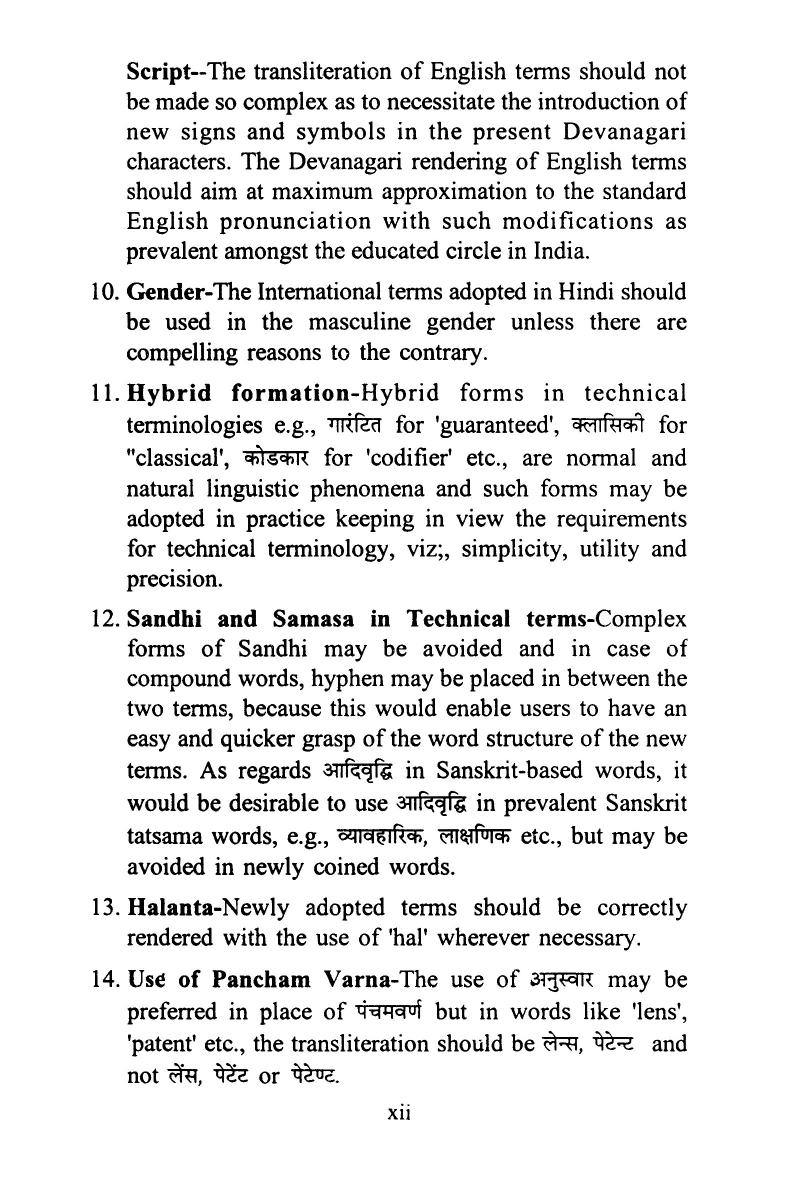 Script--The transliteration of English terms should not
be made so complex as to necessitate the introduction of
new signs and symbols in the present Devanagari
characters. The Devanagari rendering of English terms
should aim at maximum approximation to the standard
English pronunciation with such modifications as
prevalent amongst the educated circle in India.
10. Gender-The International terms adopted in Hindi should
be used in the masculine gender unless there are
compelling reasons to the contrary.
11. Hybrid formation-Hybrid forms in technical
terminologies e.g., गारंटित for 'guaranteed', क्लासिकी for
"classical', कोडकार for 'codifier' etc., are normal and
natural linguistic phenomena and such forms may be
adopted in practice keeping in view the requirements
for technical terminology, viz;, simplicity, utility and
precision.
12. Sandhi and Samasa in Technical terms-Complex
forms of Sandhi may be avoided and in case of
compound words, hyphen may be placed in between the
two terms, because this would enable users to have an
easy and quicker grasp of the word structure of the new
terms. As regards आदिवृद्धि in Sanskrit-based words, it
would be desirable to use आदिवृद्धि in prevalent Sanskrit
tatsama words, e.g., व्यावहारिक, लाक्षणिक etc., but may be
avoided in newly coined words.
13. Halanta-Newly adopted terms should be correctly
rendered with the use of 'hal' wherever necessary.
14. Use of Pancham Varna-The use of अनुस्वार may be
preferred in place of पंचमवर्ण but in words like 'lens',
'patent' etc., the transliteration should be लेन्स, पेटेन्ट and
not लेंस, पेटेंट or पेटेण्ट.
xii